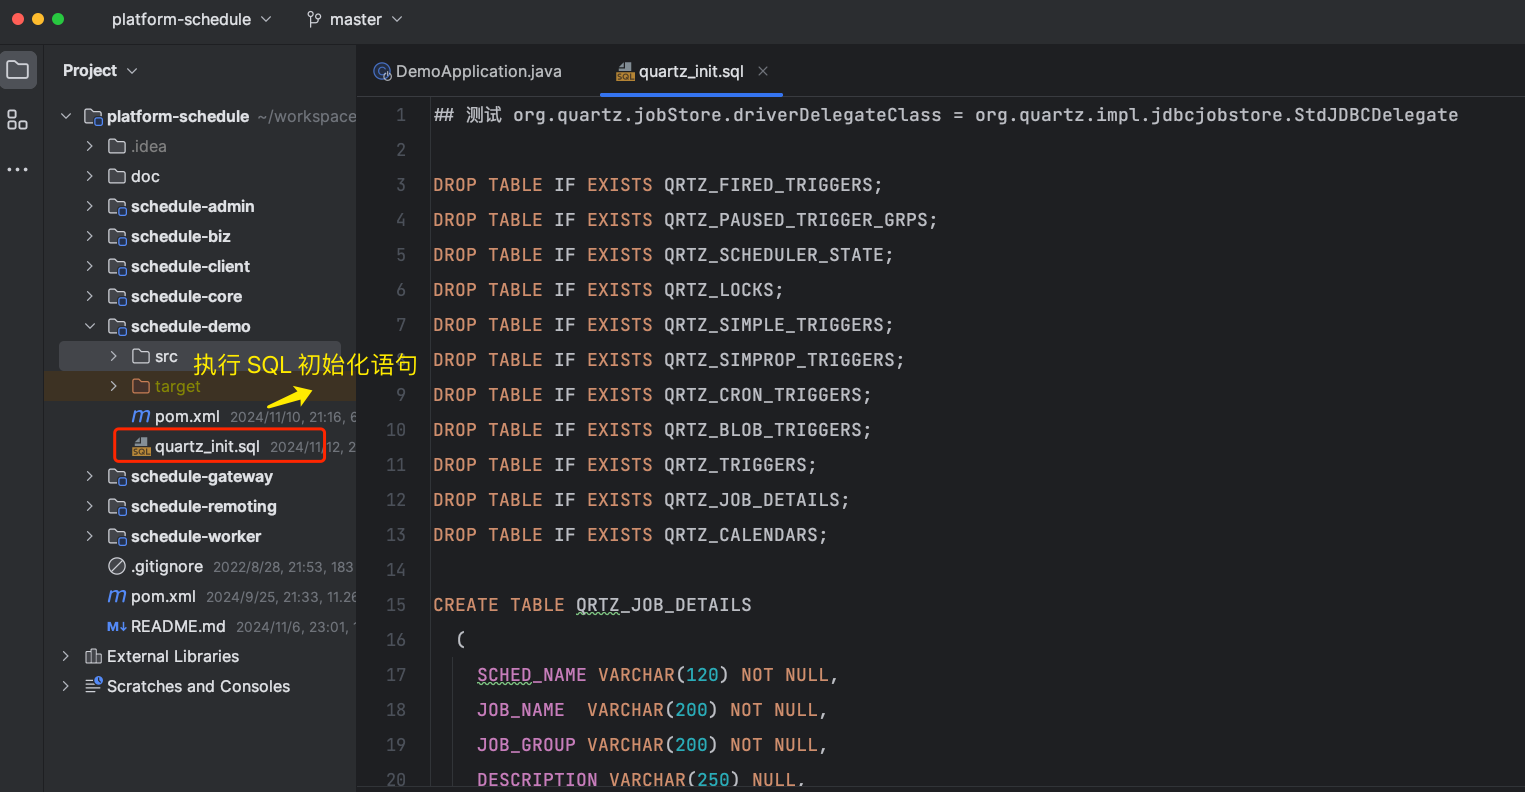 platform-schedule master
Project
platform-schedule ~/workspace
.idea
doc
schedule-admin
schedule-biz
schedule-client
schedule-core
schedule-demo
src
执行 SQL 初始化语句
target
pom.xml 2024/11/10, 21:16, 6
quartz_init.sql 2024/11/12, 2
schedule-gateway
schedule-remoting
schedule-worker
.gitignore 2022/8/28, 21:53, 183
pom.xml 2024/9/25, 21:33, 11.26
README.md 2024/11/6, 23:01, 1
External Libraries
Scratches and Consoles
DemoApplication.java quartz_init.sql
1 ## 测试 org.quartz.jobStore.driverDelegateClass = org.quartz.impl.jdbcjobstore.StdJDBCDelegate
2
3 DROP TABLE IF EXISTS QRTZ_FIRED_TRIGGERS;
4 DROP TABLE IF EXISTS QRTZ_PAUSED_TRIGGER_GRPS;
5 DROP TABLE IF EXISTS QRTZ_SCHEDULER_STATE;
6 DROP TABLE IF EXISTS QRTZ_LOCKS;
7 DROP TABLE IF EXISTS QRTZ_SIMPLE_TRIGGERS;
DROP TABLE IF EXISTS QRTZ_SIMPROP_TRIGGERS;
9 DROP TABLE IF EXISTS QRTZ_CRON_TRIGGERS;
10 DROP TABLE IF EXISTS QRTZ_BLOB_TRIGGERS;
11 DROP TABLE IF EXISTS QRTZ_TRIGGERS;
12 DROP TABLE IF EXISTS QRTZ_JOB_DETAILS;
13 DROP TABLE IF EXISTS QRTZ_CALENDARS;
14
15 CREATE TABLE QRTZ_JOB_DETAILS
16 (
17 SCHED_NAME VARCHAR(120) NOT NULL,
18 JOB_NAME VARCHAR(200) NOT NULL,
19 JOB_GROUP VARCHAR(200) NOT NULL,
20 DESCRIPTION VARCHAR(250) NULL,